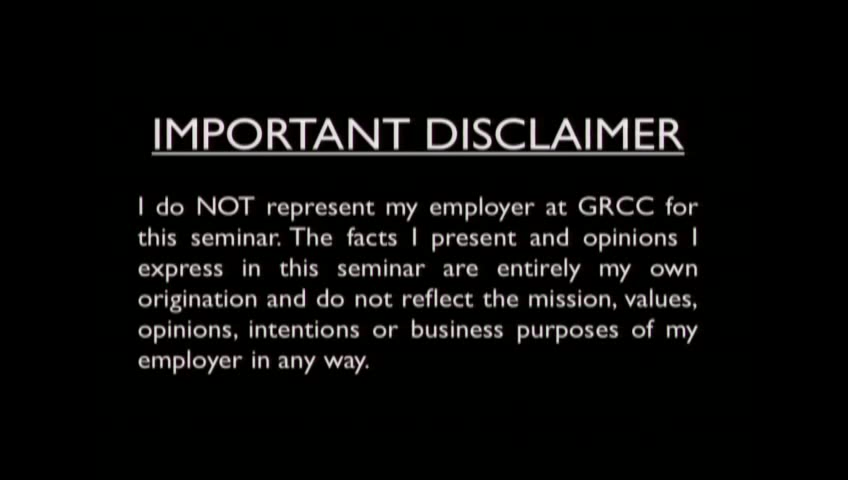 IMPORTANT DISCLAIMER
I do NOT represent my employer at GRCC for
this seminar. The facts I present and opinions I
express in this seminar are entirely my own
origination and do not reflect the mission, values,
opinions, intentions or business purposes of my
employer in any way.